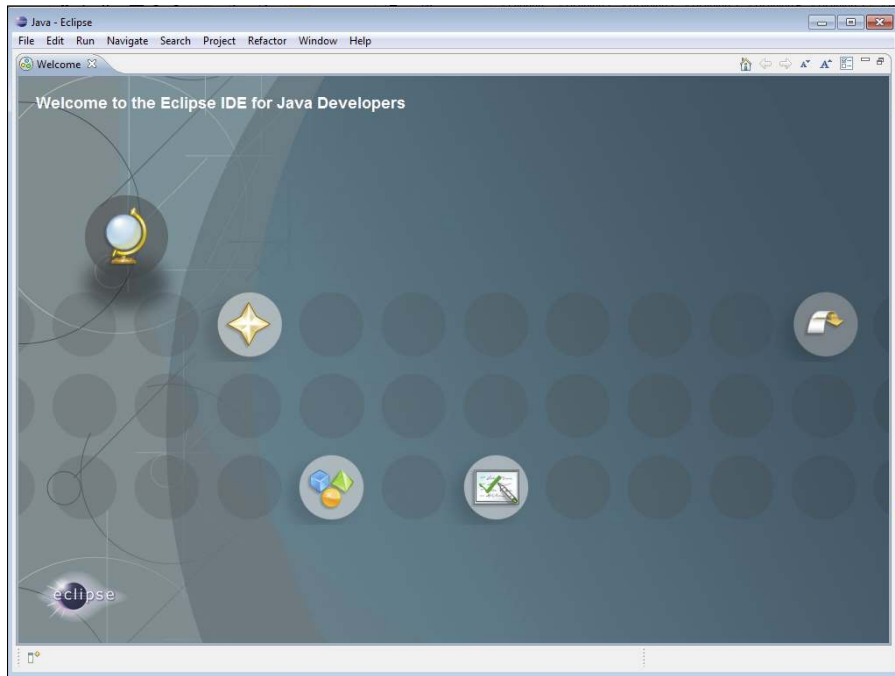 Java - Eclipse
File Edit Run Navigate Search Project Refactor Window Help
Welcome
Welcome to the Eclipse IDE for Java Developers
eclipse